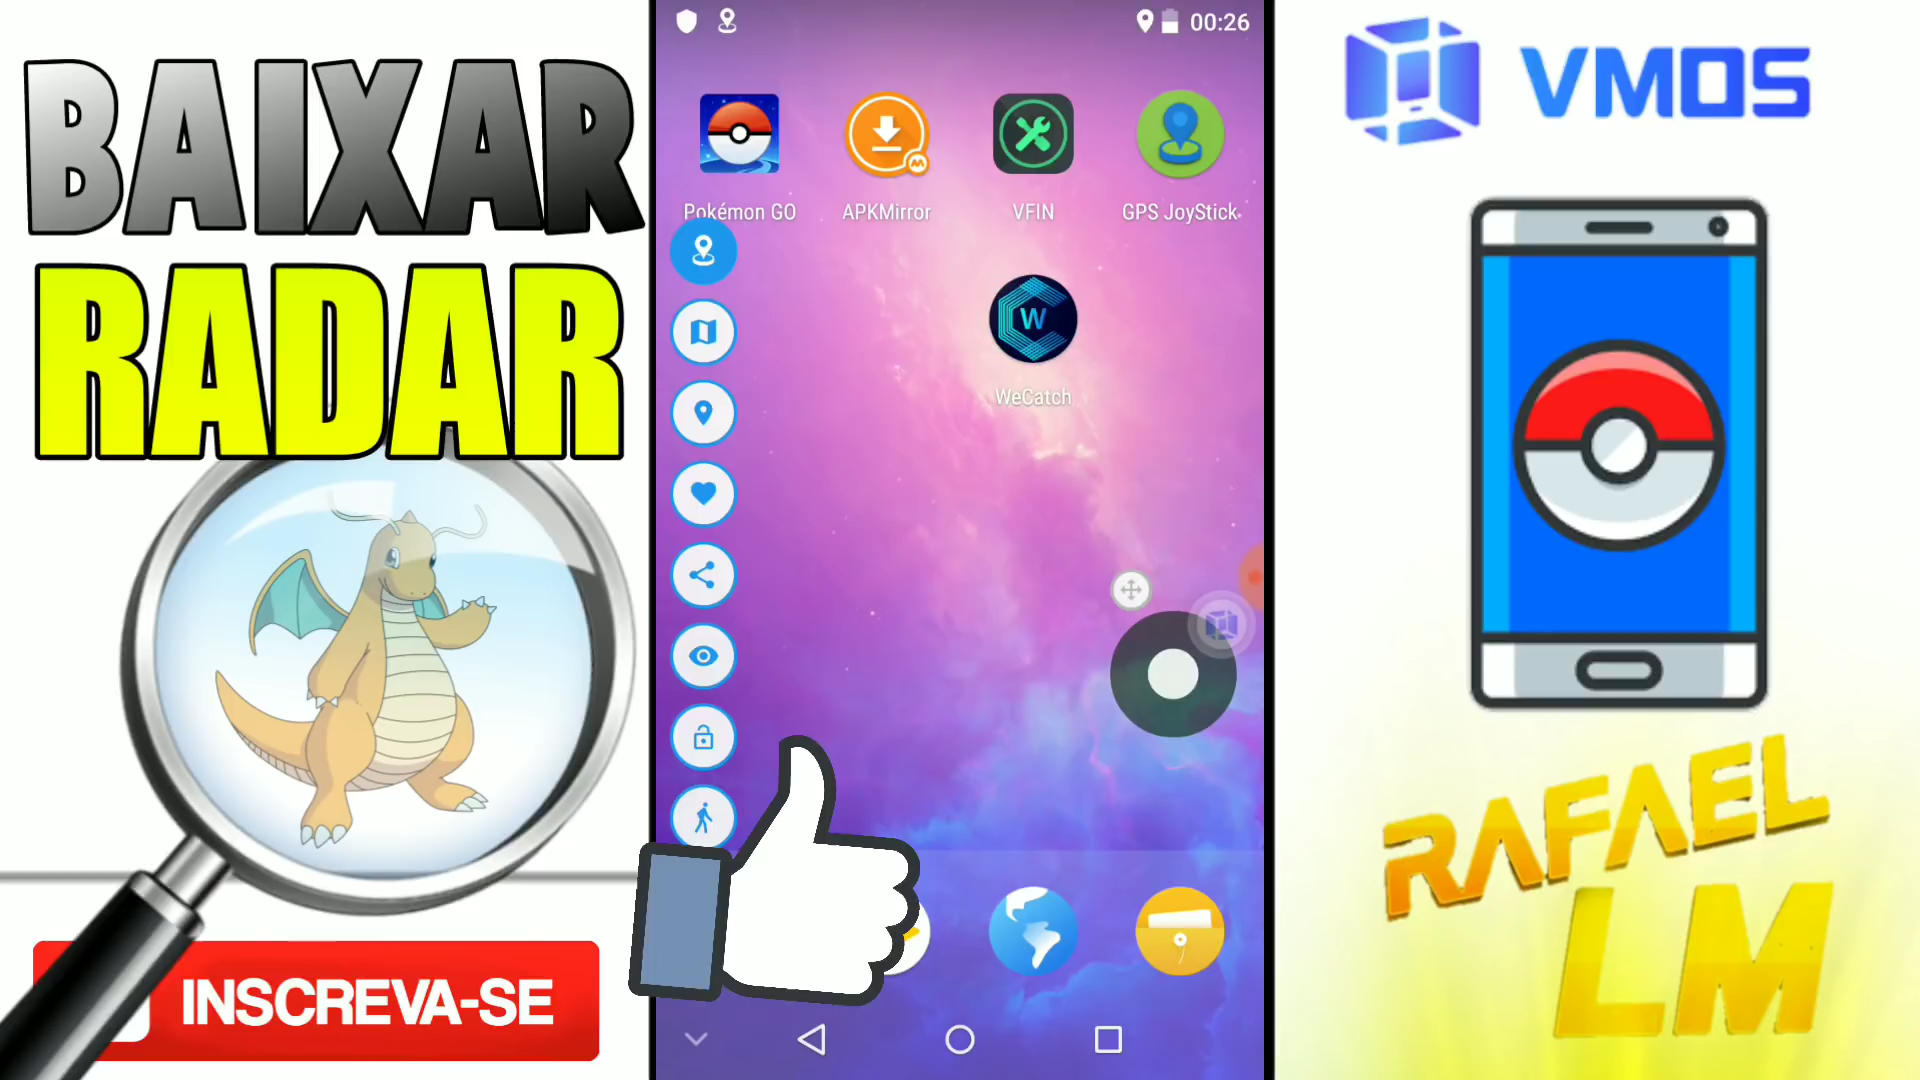 BAIXAR
RADAR
INSCREVA-SE
00:26
Pokémon GO
APKMirror
VFIN
GPS JoyStick
W
WeCatch
VMOS
RAFAEL
LM